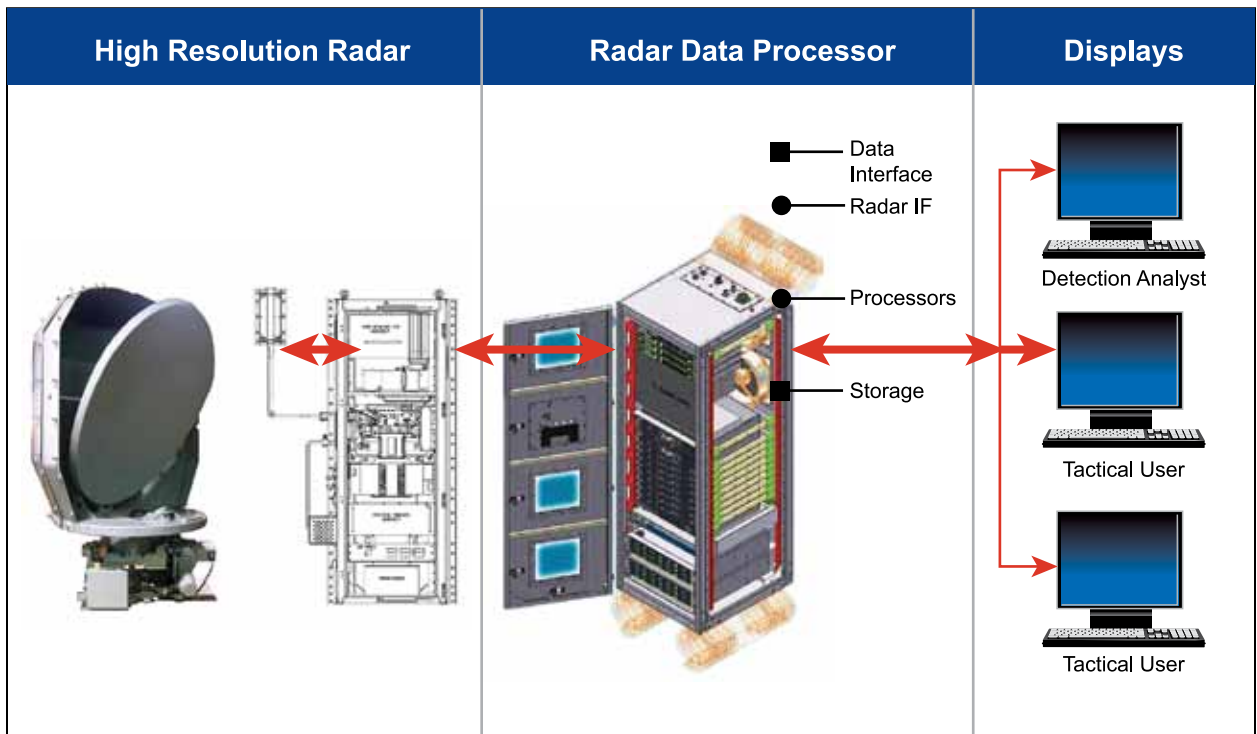 High Resolution Radar
Radar Data Processor
Displays
Data
Interface
Radar IF
Processors
Storage
Detection Analyst
Tactical User
Tactical User